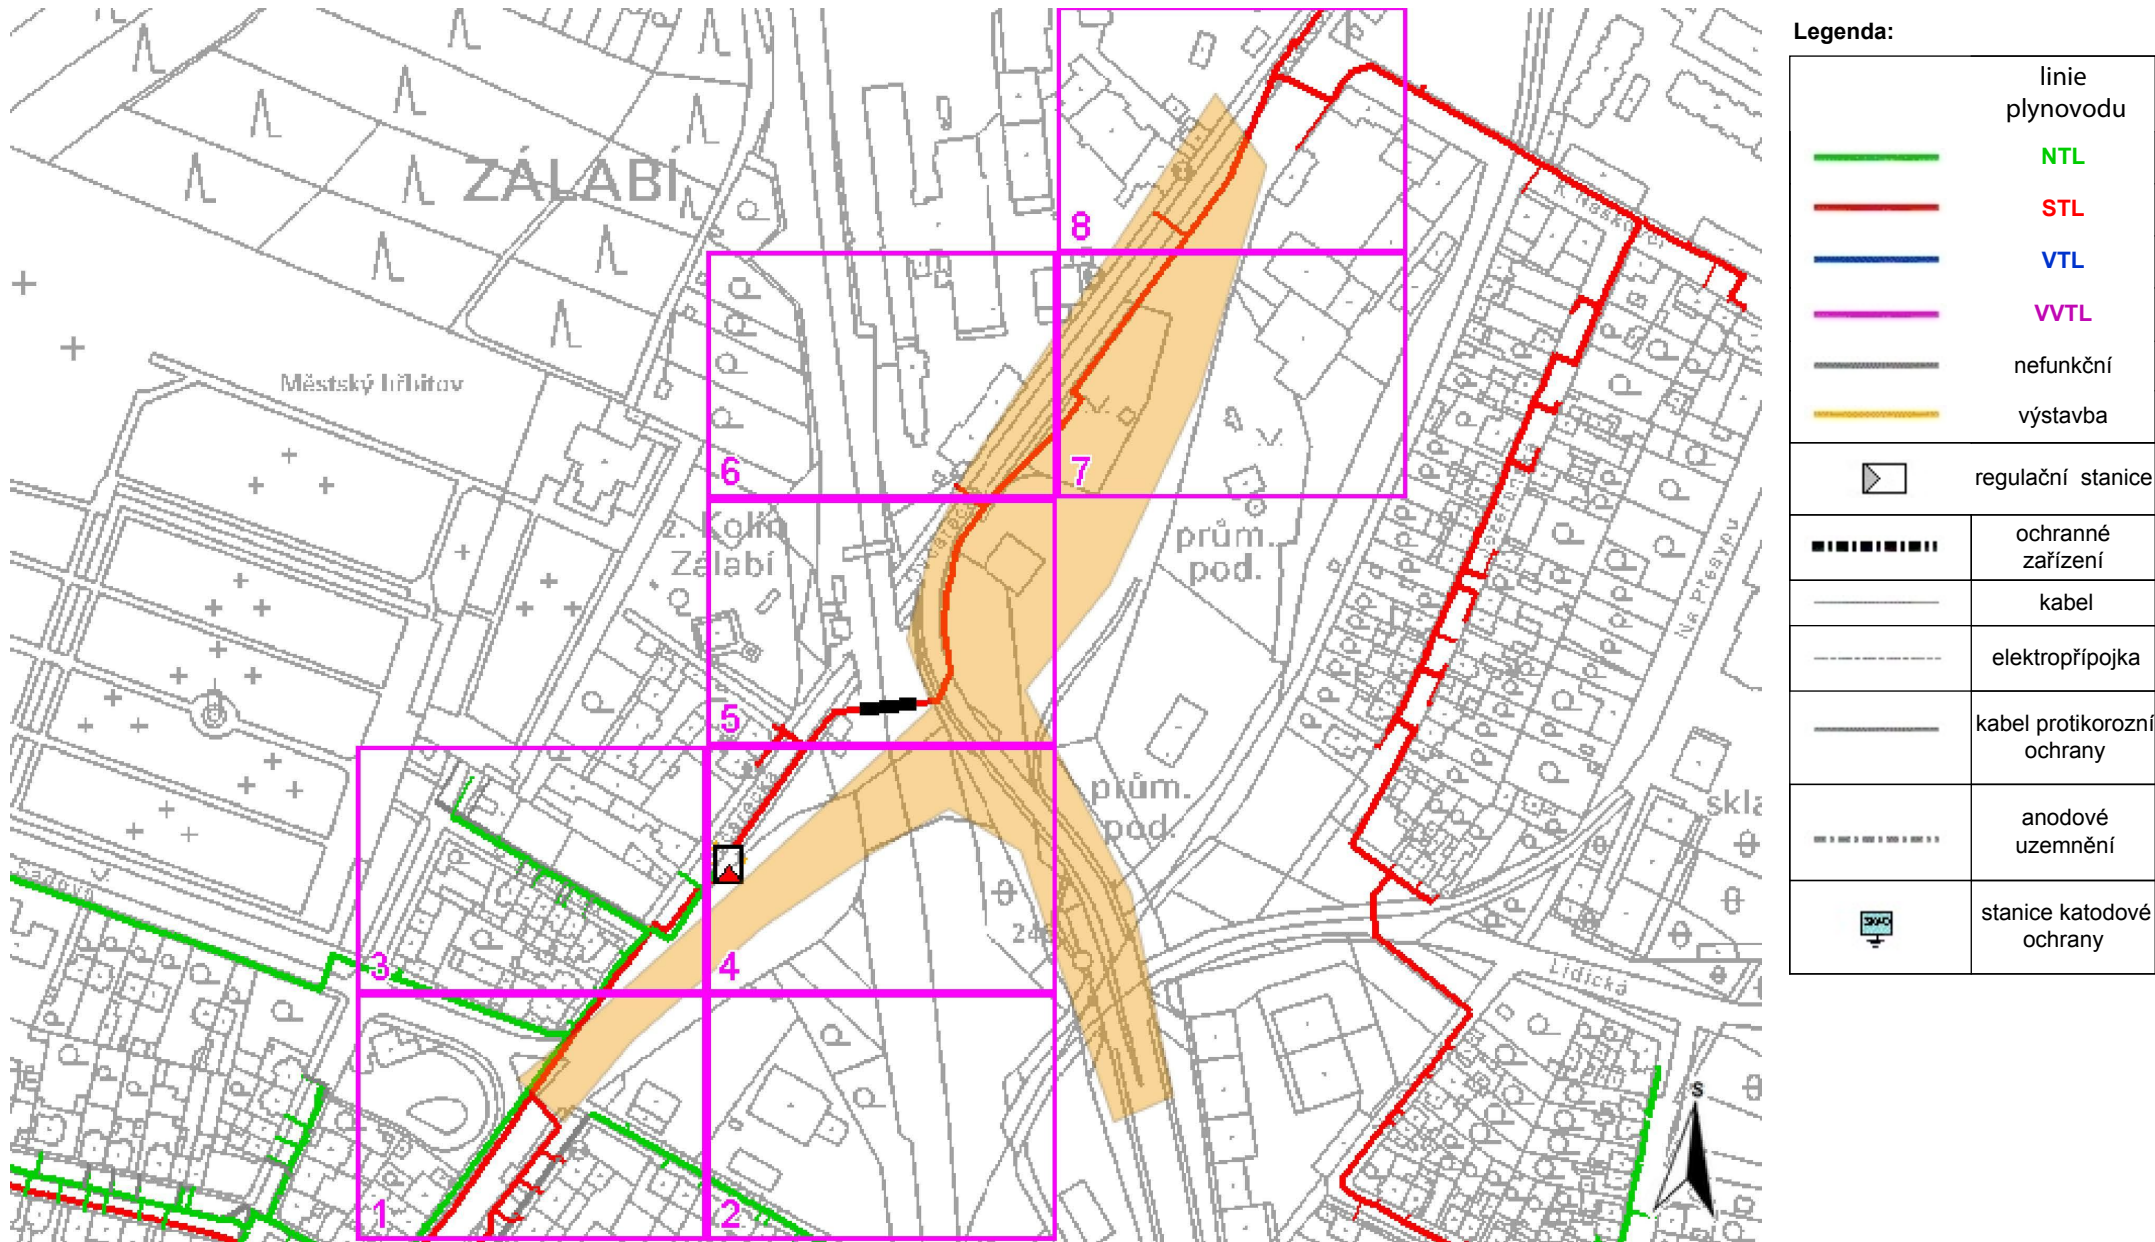 Legenda:
linie
plynovodu
NTL
STL
VTL
VVTL
nefunkční
výstavba
regulační stanice
ochranné
zařízení
kabel
elektropřípojka
kabel protikorozní
ochrany
anodové
uzemnění
stanice katodové
ochrany
ZÁLABÍ
8
Městský hřbitov
6
7
z. Kolín
Zálabí
prům.
pod.
Na Přesypu
5
prům.
pod.
skla
Sadová
3
4
Lidická
S
1
2